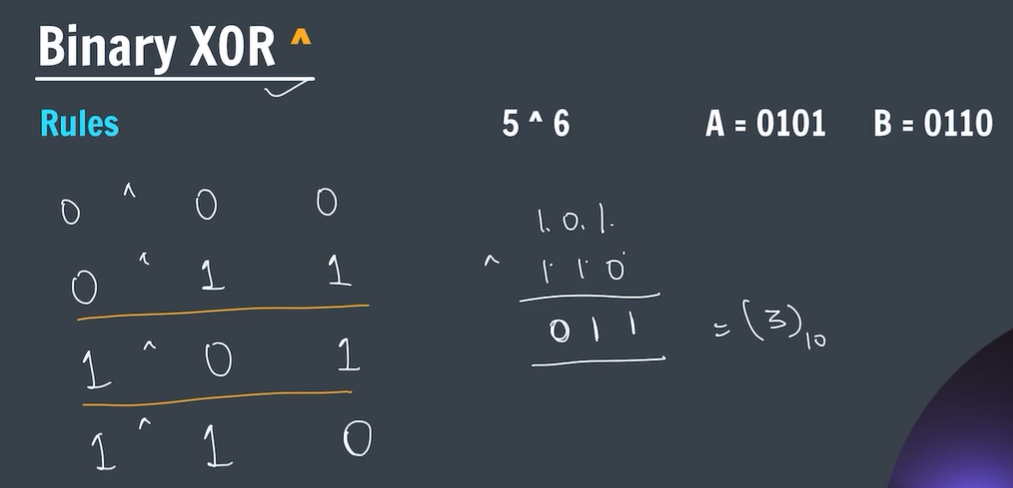 Binary XOR ^
Rules
5 ^ 6 A = 0101 B = 0110
0 ^ 0 0
0 ^ 1 1
1 ^ 0 1
1 ^ 1 0
1. 0. 1.
^ 1 1 0
0 1 1 = (3)10